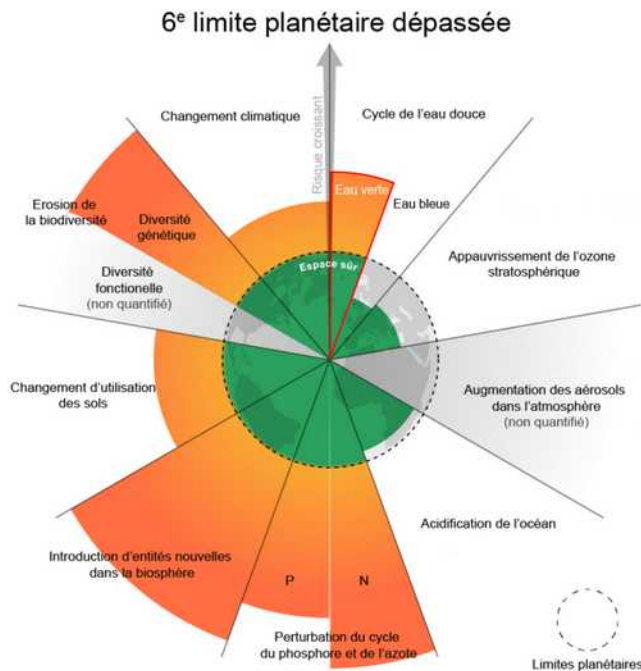 6e limite planétaire dépassée
Changement climatique
Cycle de l'eau douce
Risque croissant
Eau verte
Eau bleue
Erosion de
la biodiversité
Diversité
génétique
Espace sûr
Appauvrissement de l'ozone
stratosphérique
Diversité
fonctionelle
(non quantifié)
Changement d'utilisation
des sols
Augmentation des aérosols
dans l'atmosphère
(non quantifié)
Acidification de l'océan
Introduction d'entités nouvelles
dans la biosphère
P
N
Perturbation du cycle
du phosphore et de l'azote
Limites planétaires